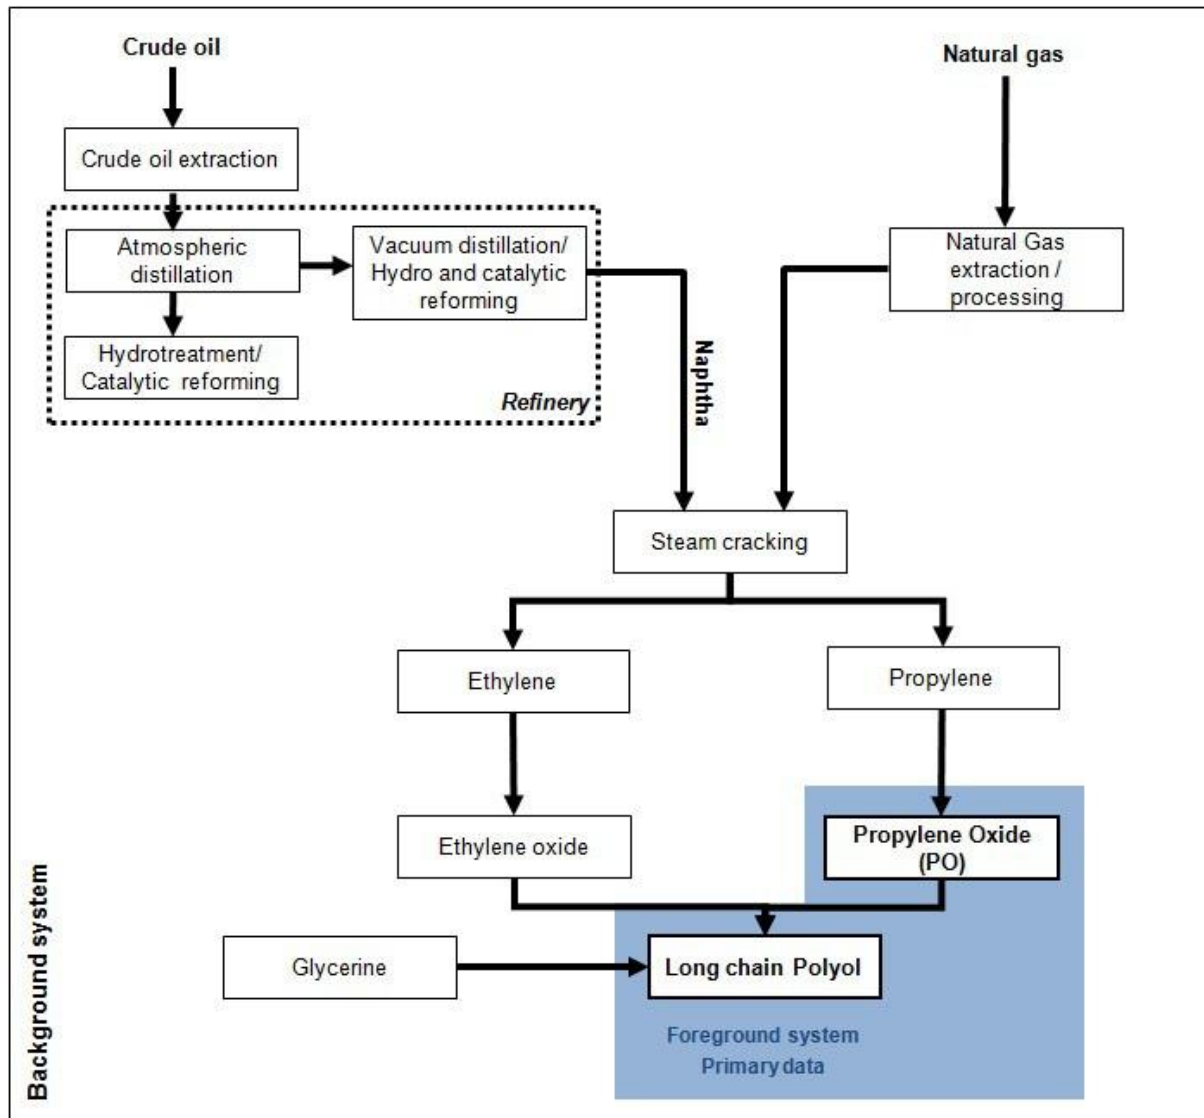 Crude oil
Natural gas
Crude oil extraction
Atmospheric
distillation
Vacuum distillation/
Hydro and catalytic
reforming
Natural Gas
extraction /
processing
Hydrotreatment/
Catalytic reforming
Refinery
Naphtha
Steam cracking
Ethylene
Propylene
Ethylene oxide
Propylene Oxide
(PO)
Glycerine
Long chain Polyol
Foreground system
Primary data
Background system